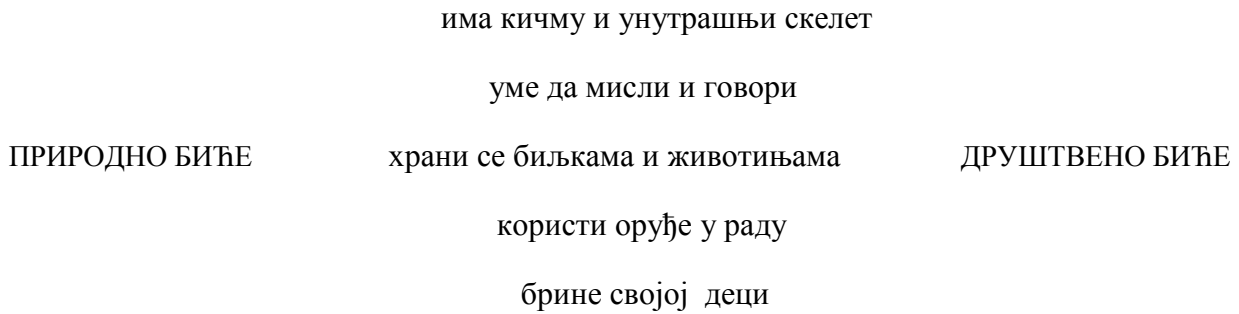 има кичму и унутрашњи скелет
уме да мисли и говори
ПРИРОДНО БИЋЕ храни се биљкама и животињама ДРУШТВЕНО БИЋЕ
користи оруђе у раду
брине својој деци